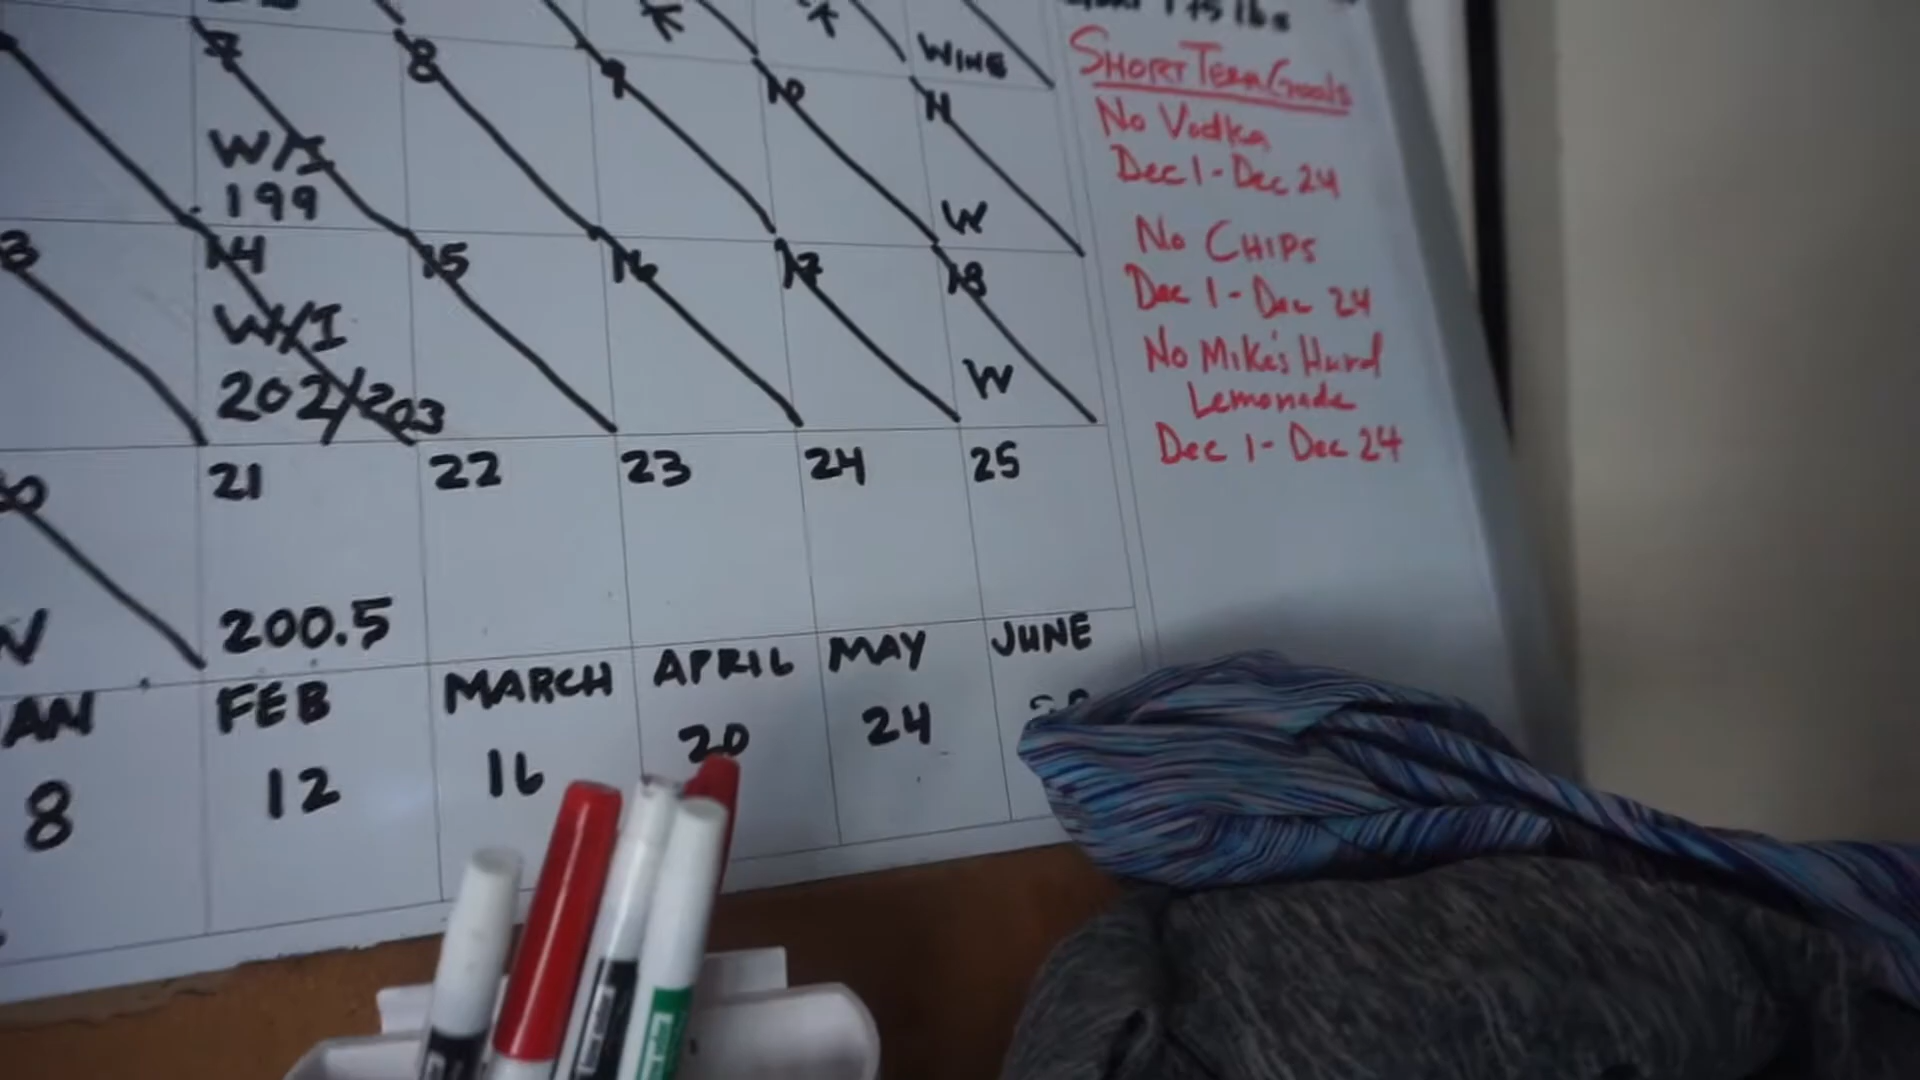 WINE
7 8 9 10 11
W/I
199
W
14 15 16 17 18
W/I
202/203
W
21 22 23 24 25
200.5
FEB MARCH APRIL MAY JUNE
8 12 16 20 24
175 lbs
SHORT TERM Goals
No Vodka
Dec 1 - Dec 24
No CHIPS
Dec 1 - Dec 24
No Mike's Hard
Lemonade
Dec 1 - Dec 24